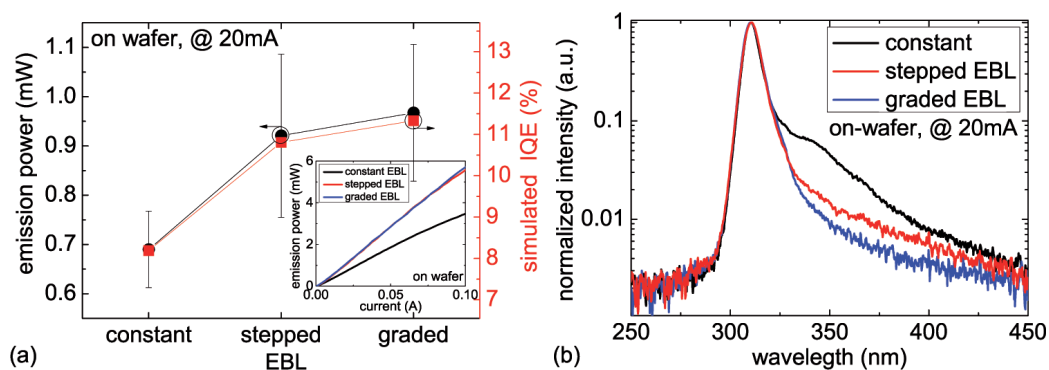 on wafer, @ 20mA
emission power (mW)
1.1
1.0
0.9
0.8
0.7
0.6
constant
stepped
graded
EBL
simulated IQE (%)
13
12
11
10
9
8
7
emission power (mW)
6
4
2
0
constant EBL
stepped EBL
graded EBL
on wafer
0.00
0.05
0.10
current (A)
(a)
normalized intensity (a.u.)
1
0.1
0.01
constant
stepped EBL
graded EBL
on-wafer, @ 20mA
250
300
350
400
450
wavelegth (nm)
(b)